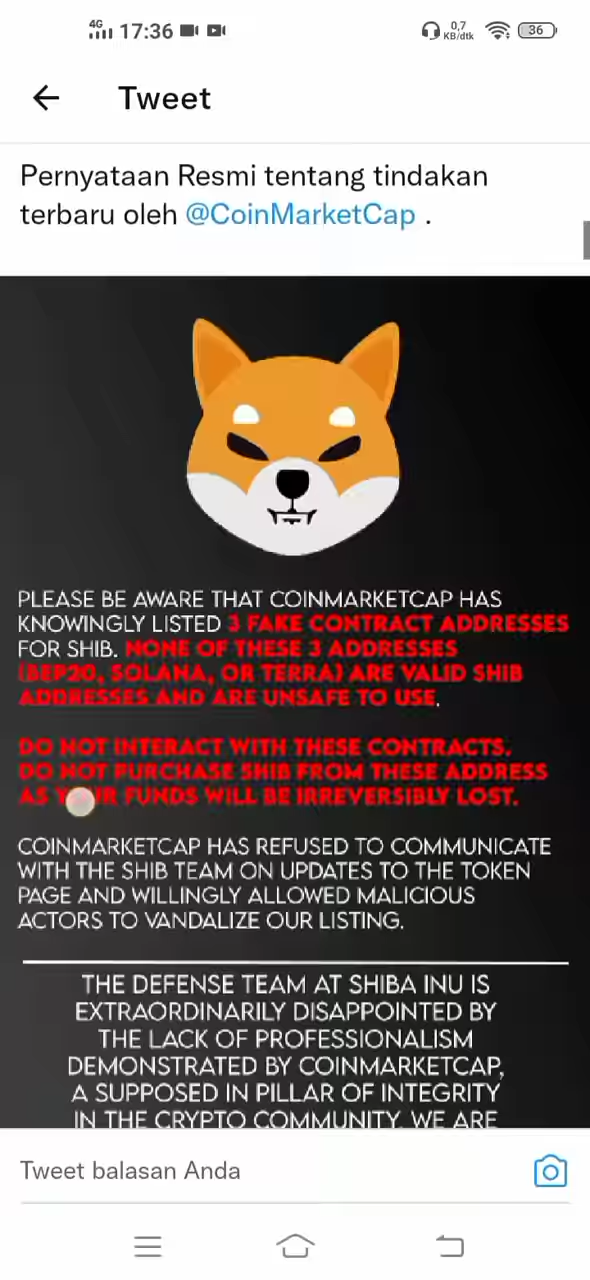 4G 17:36 0,7 KB/dtk 36
Tweet
Pernyataan Resmi tentang tindakan
terbaru oleh @CoinMarketCap .
PLEASE BE AWARE THAT COINMARKETCAP HAS
KNOWINGLY LISTED 3 FAKE CONTRACT ADDRESSES
FOR SHIB. NONE OF THESE 3 ADDRESSES
(BEP20, SOLANA, OR TERRA) ARE VALID SHIB
ADDRESSES AND ARE UNSAFE TO USE.
DO NOT INTERACT WITH THESE CONTRACTS.
DO NOT PURCHASE SHIB FROM THESE ADDRESS
AS YOUR FUNDS WILL BE IRREVERSIBLY LOST.
COINMARKETCAP HAS REFUSED TO COMMUNICATE
WITH THE SHIB TEAM ON UPDATES TO THE TOKEN
PAGE AND WILLINGLY ALLOWED MALICIOUS
ACTORS TO VANDALIZE OUR LISTING.
THE DEFENSE TEAM AT SHIBA INU IS
EXTRAORDINARILY DISAPPOINTED BY
THE LACK OF PROFESSIONALISM
DEMONSTRATED BY COINMARKETCAP,
A SUPPOSED IN PILLAR OF INTEGRITY
IN THE CRYPTO COMMUNITY. WE ARE
Tweet balasan Anda